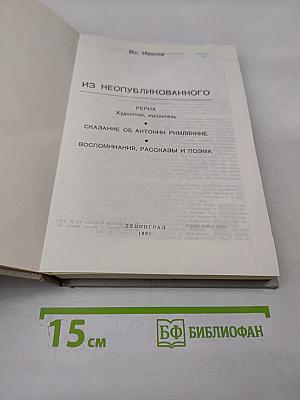 Вс. Иванов
ИЗ НЕОПУБЛИКОВАННОГО
РЕРИХ
Художник, мыслитель
СКАЗАНИЕ ОБ АНТОНИИ РИМЛЯНИНЕ
ВОСПОМИНАНИЯ, РАССКАЗЫ И ПОЭМА
ЛЕНИНГРАД
1991
15 см
БФ БИБЛИОФАН